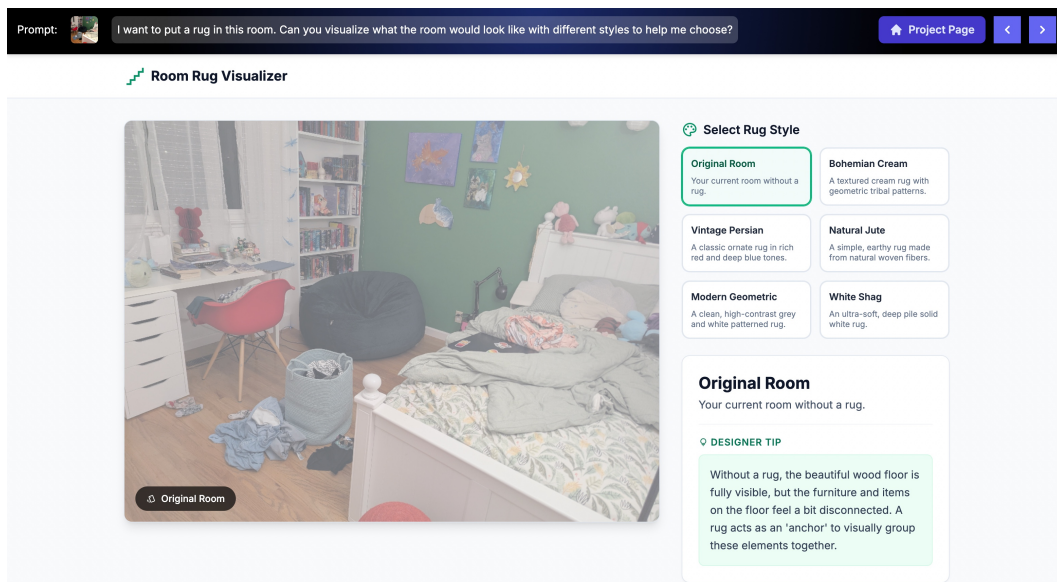 Prompt:
I want to put a rug in this room. Can you visualize what the room would look like with different styles to help me choose?
Project Page
Room Rug Visualizer
Original Room
Select Rug Style
Original Room
Your current room without a
rug.
Bohemian Cream
A textured cream rug with
geometric tribal patterns.
Vintage Persian
A classic ornate rug in rich
red and deep blue tones.
Natural Jute
A simple, earthy rug made
from natural woven fibers.
Modern Geometric
A clean, high-contrast grey
and white patterned rug.
White Shag
An ultra-soft, deep pile solid
white rug.
Original Room
Your current room without a rug.
DESIGNER TIP
Without a rug, the beautiful wood floor is
fully visible, but the furniture and items
on the floor feel a bit disconnected. A
rug acts as an 'anchor' to visually group
these elements together.